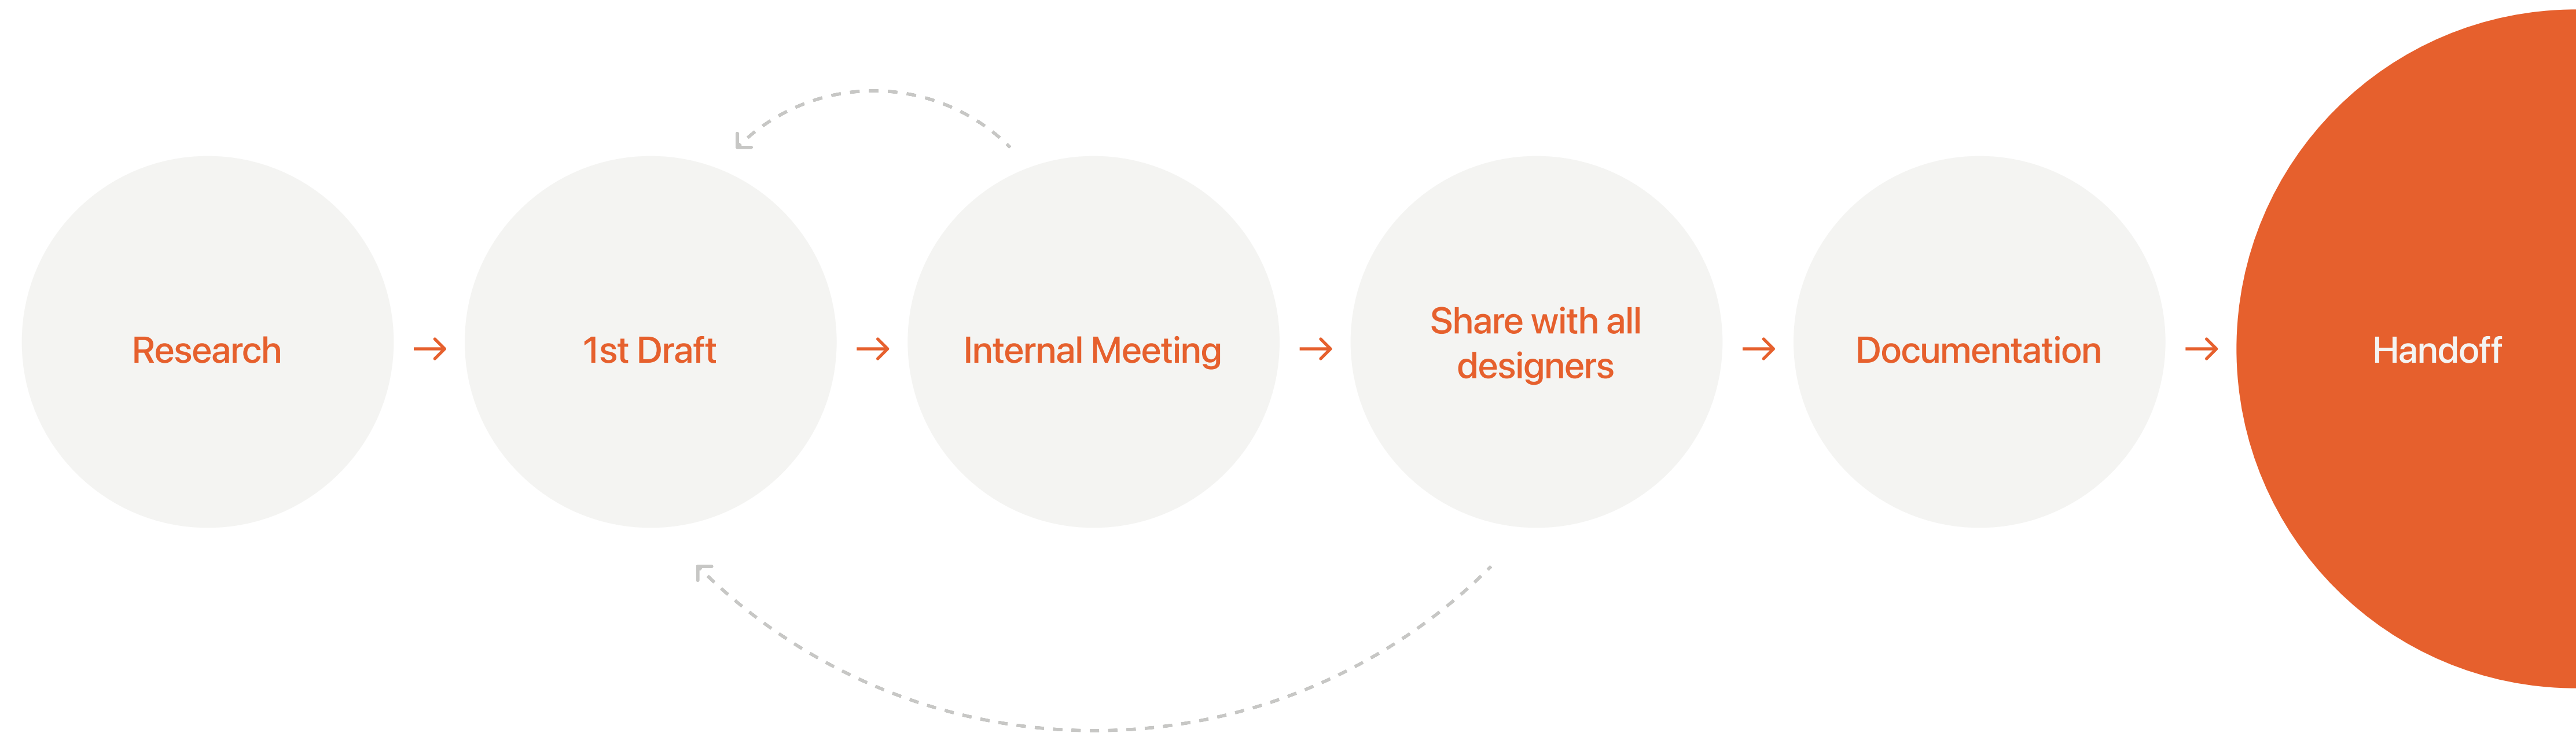 Research
1st Draft
Internal Meeting
Share with all
designers
Documentation
Handoff